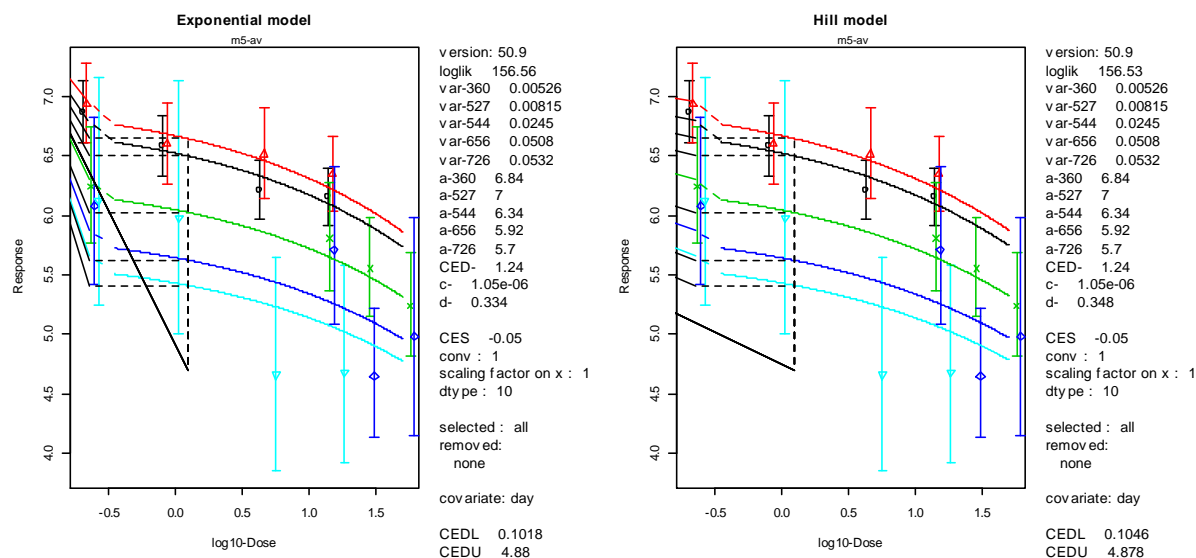 Exponential model
m5-av
7.0
6.5
6.0
5.5
5.0
4.5
4.0
Response
-0.5 0.0 0.5 1.0 1.5
log10-Dose
version: 50.9
loglik 156.56
var-360 0.00526
var-527 0.00815
var-544 0.0245
var-656 0.0508
var-726 0.0532
a-360 6.84
a-527 7
a-544 6.34
a-656 5.92
a-726 5.7
CED- 1.24
c- 1.05e-06
d- 0.334
CES -0.05
conv : 1
scaling factor on x : 1
dtype : 10
selected : all
removed:
none
covariate: day
CEDL 0.1018
CEDU 4.88
Hill model
m5-av
7.0
6.5
6.0
5.5
5.0
4.5
4.0
Response
-0.5 0.0 0.5 1.0 1.5
log10-Dose
version: 50.9
loglik 156.53
var-360 0.00526
var-527 0.00815
var-544 0.0245
var-656 0.0508
var-726 0.0532
a-360 6.84
a-527 7
a-544 6.34
a-656 5.92
a-726 5.7
CED- 1.24
c- 1.05e-06
d- 0.348
CES -0.05
conv : 1
scaling factor on x : 1
dtype : 10
selected : all
removed:
none
covariate: day
CEDL 0.1046
CEDU 4.878